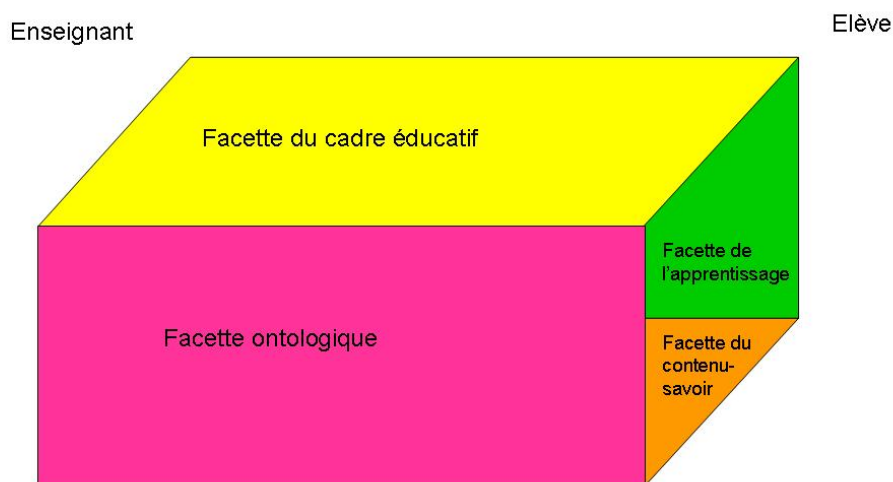 Enseignant
Elève
Facette du cadre éducatif
Facette de
l'apprentissage
Facette ontologique
Facette du
contenu-
savoir